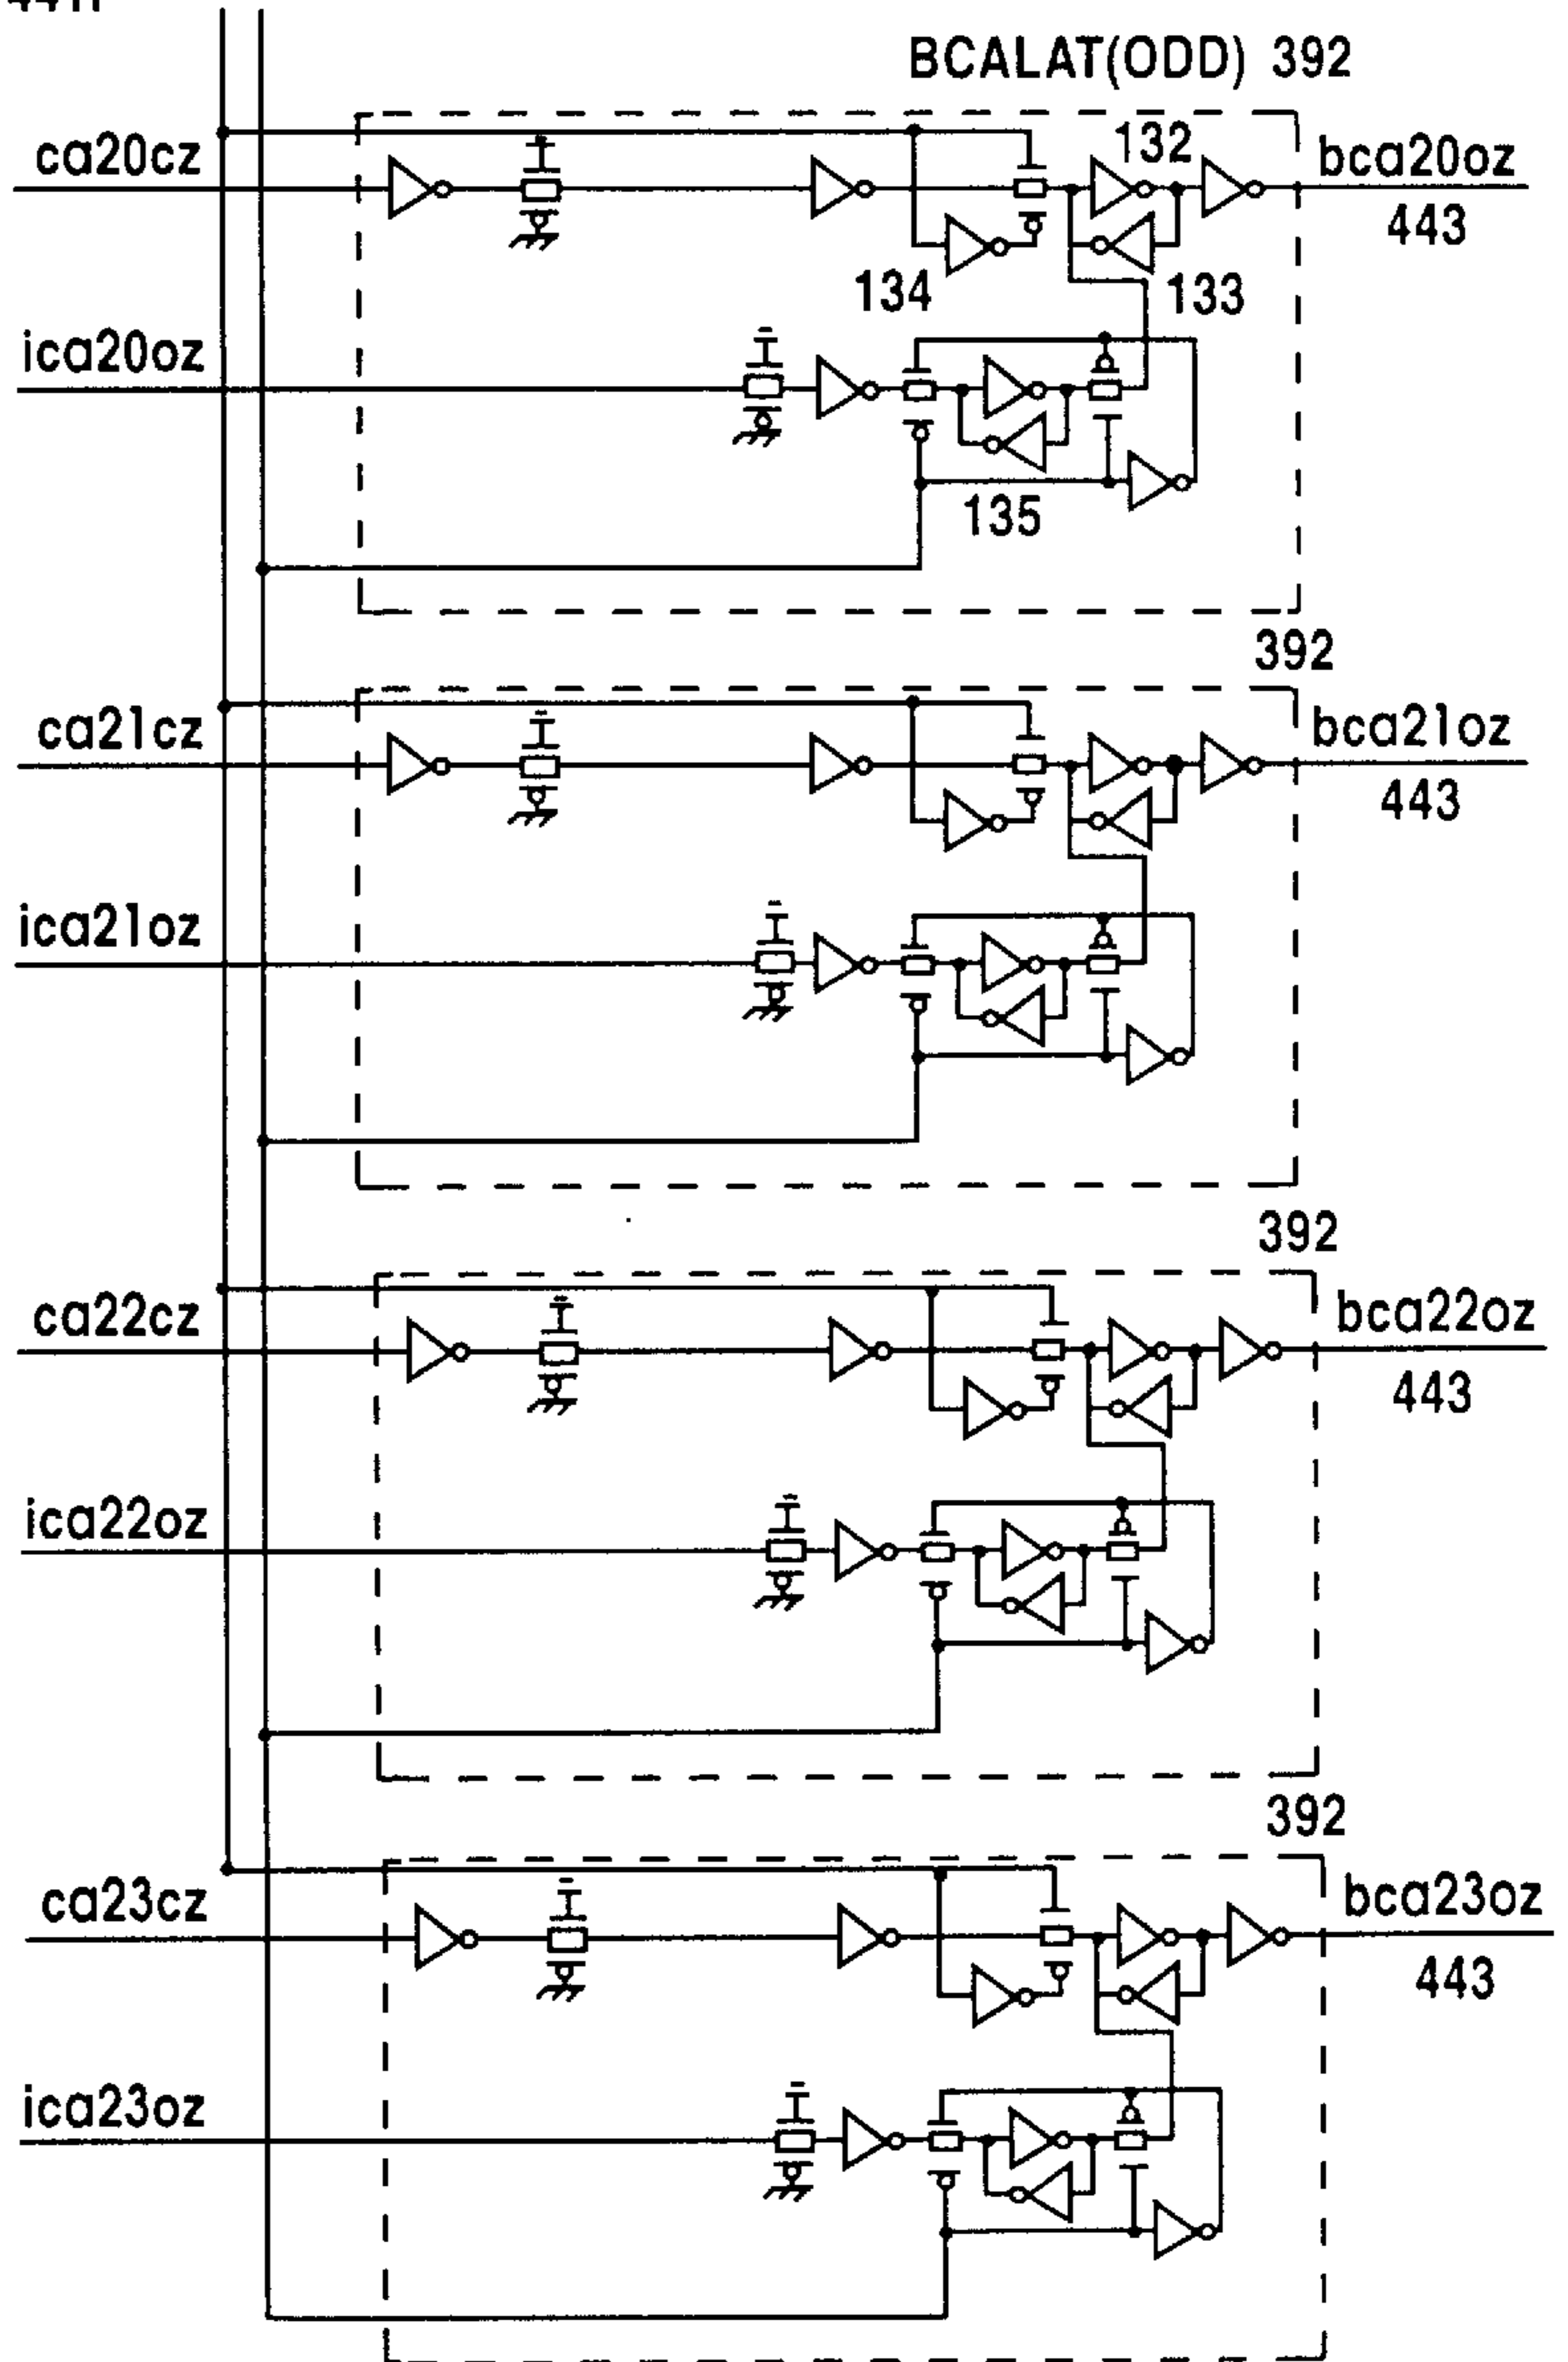 BCALAT(ODD) 392
ca20cz
132
bca20oz
443
134
133
ica20oz
135
392
ca21cz
bca21oz
443
ica21oz
392
ca22cz
bca22oz
443
ica22oz
392
ca23cz
bca23oz
443
ica23oz